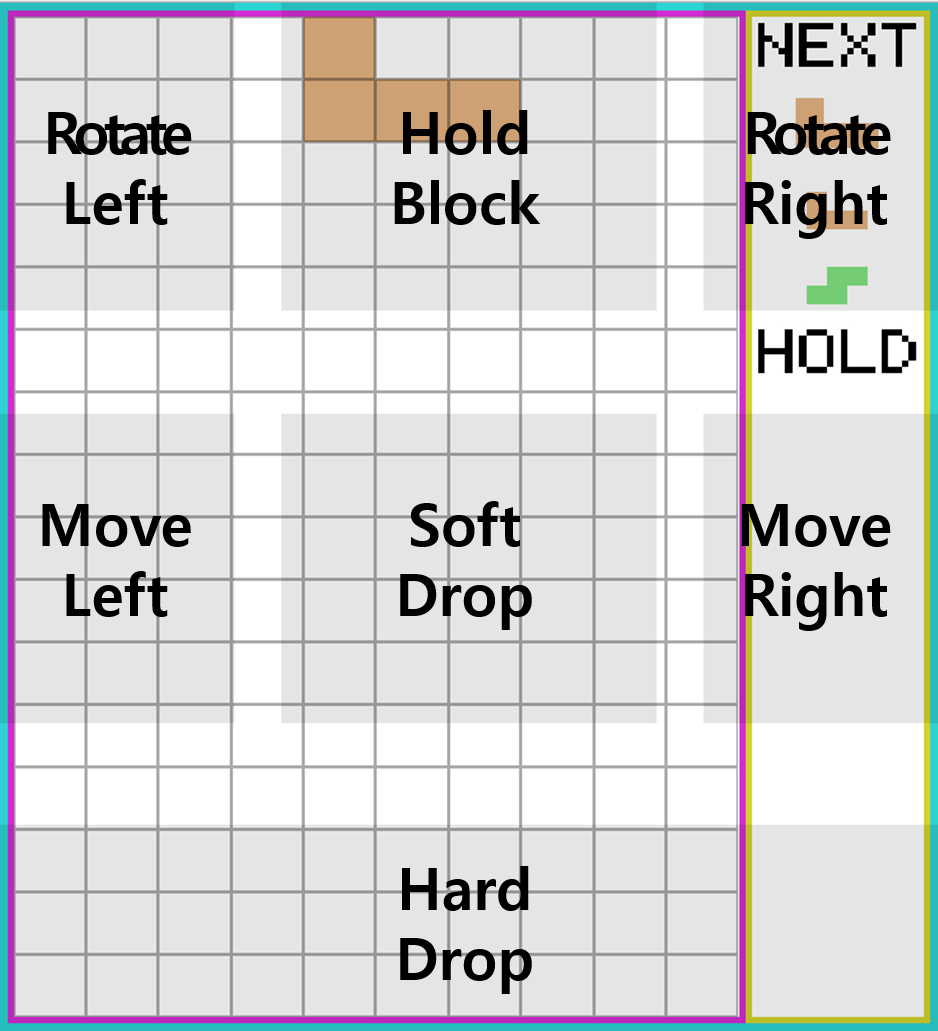 NEXT
Rotate
Left
Hold
Block
Rotate
Right
HOLD
Move
Left
Soft
Drop
Move
Right
Hard
Drop